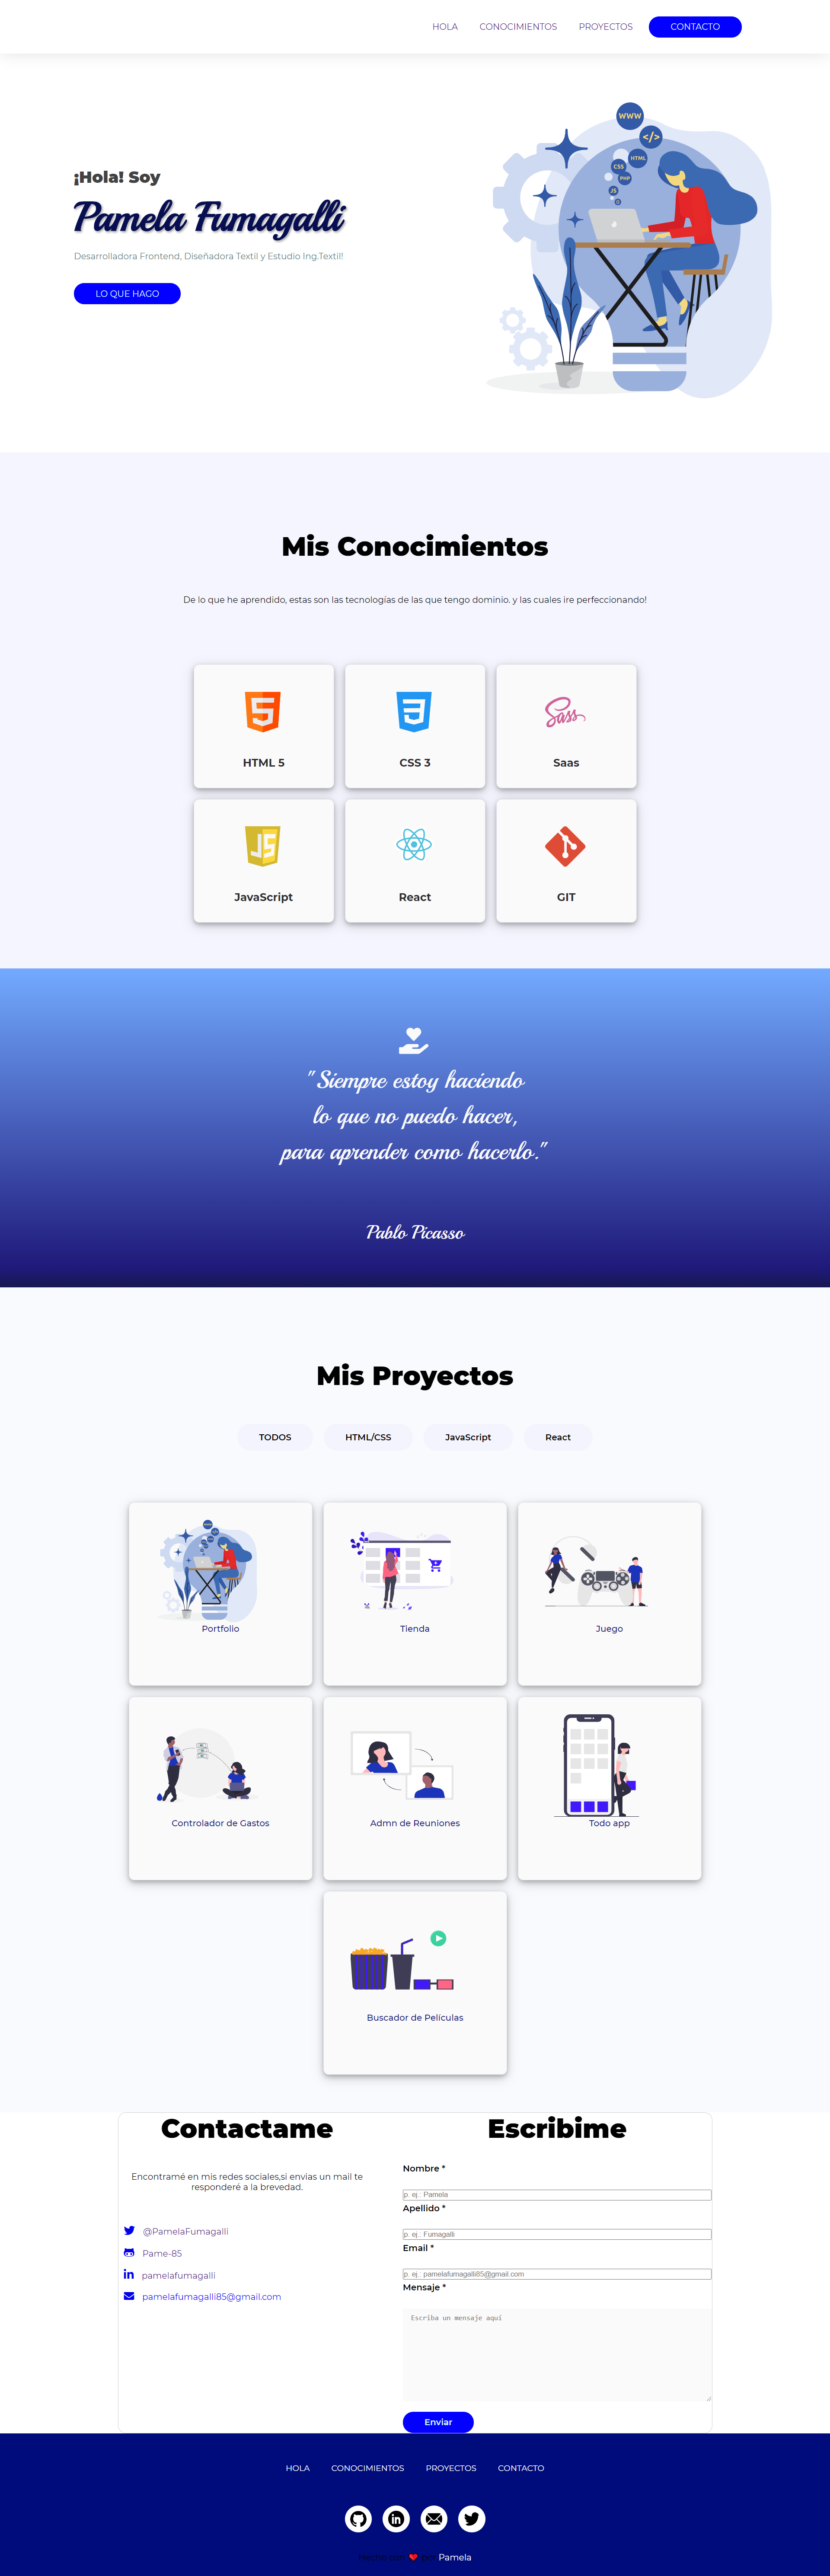 HOLA CONOCIMIENTOS PROYECTOS CONTACTO
WWW
</>
HTML
CSS
PHP
JS
{}
¡Hola! Soy
Pamela Fumagalli
Desarrolladora Frontend, Diseñadora Textil y Estudio Ing.Textil!
LO QUE HAGO
Mis Conocimientos
De lo que he aprendido, estas son las tecnologías de las que tengo dominio. y las cuales ire perfeccionando!
HTML 5 CSS 3 Saas
JavaScript React GIT
"Siempre estoy haciendo
lo que no puedo hacer,
para aprender como hacerlo."
Pablo Picasso
Mis Proyectos
TODOS HTML/CSS JavaScript React
Portfolio Tienda Juego
Controlador de Gastos Admn de Reuniones Todo app
Buscador de Películas
Contactame
Encontramé en mis redes sociales,si envias un mail te
responderé a la brevedad.
@PamelaFumagalli
Pame-85
pamelafumagalli
pamelafumagalli85@gmail.com
Escribime
Nombre *
p. ej.: Pamela
Apellido *
p. ej.: Fumagalli
Email *
p. ej.: pamelafumagalli85@gmail.com
Mensaje *
Escriba un mensaje aquí
Enviar
HOLA CONOCIMIENTOS PROYECTOS CONTACTO
Pamela